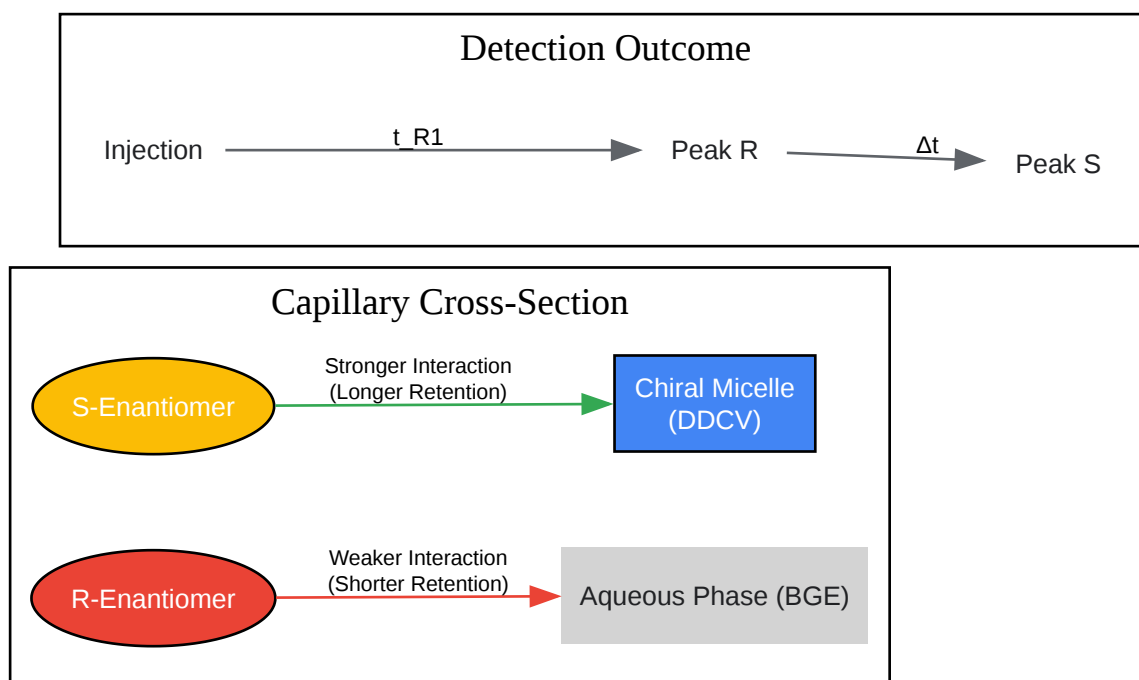 Detection Outcome
Injection
t_R1
Peak R
Δt
Peak S
Capillary Cross-Section
S-Enantiomer
Stronger Interaction
(Longer Retention)
Chiral Micelle
(DDCV)
R-Enantiomer
Weaker Interaction
(Shorter Retention)
Aqueous Phase (BGE)